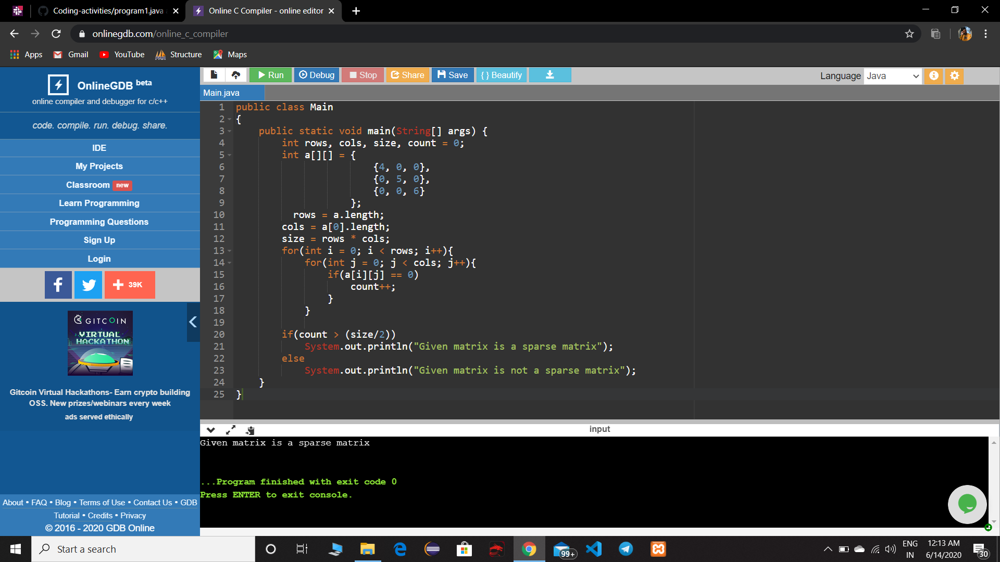 Coding-activities/program1.java
Online C Compiler - online editor
onlinegdb.com/online_c_compiler
Apps Gmail YouTube Structure Maps
OnlineGDB beta
online compiler and debugger for c/c++
code. compile. run. debug. share.
IDE
My Projects
Classroom new
Learn Programming
Programming Questions
Sign Up
Login
39K
GITCOIN
VIRTUAL
HACKATHON
Gitcoin Virtual Hackathons- Earn crypto building
OSS. New prizes/webinars every week
ads served ethically
About • FAQ • Blog • Terms of Use • Contact Us • GDB
Tutorial • Credits • Privacy
© 2016 - 2020 GDB Online
Run Debug Stop Share Save { } Beautify
Language Java
Main.java
1 public class Main
2 {
3 public static void main(String[] args) {
4 int rows, cols, size, count = 0;
5 int a[][] = {
6 {4, 0, 0},
7 {0, 5, 0},
8 {0, 0, 6}
9 };
10 rows = a.length;
11 cols = a[0].length;
12 size = rows * cols;
13 for(int i = 0; i < rows; i++){
14 for(int j = 0; j < cols; j++){
15 if(a[i][j] == 0)
16 count++;
17 }
18 }
19
20 if(count > (size/2))
21 System.out.println("Given matrix is a sparse matrix");
22 else
23 System.out.println("Given matrix is not a sparse matrix");
24 }
25 }
input
Given matrix is a sparse matrix
...Program finished with exit code 0
Press ENTER to exit console.
Start a search
99+
ENG
IN
12:13 AM
6/14/2020
30